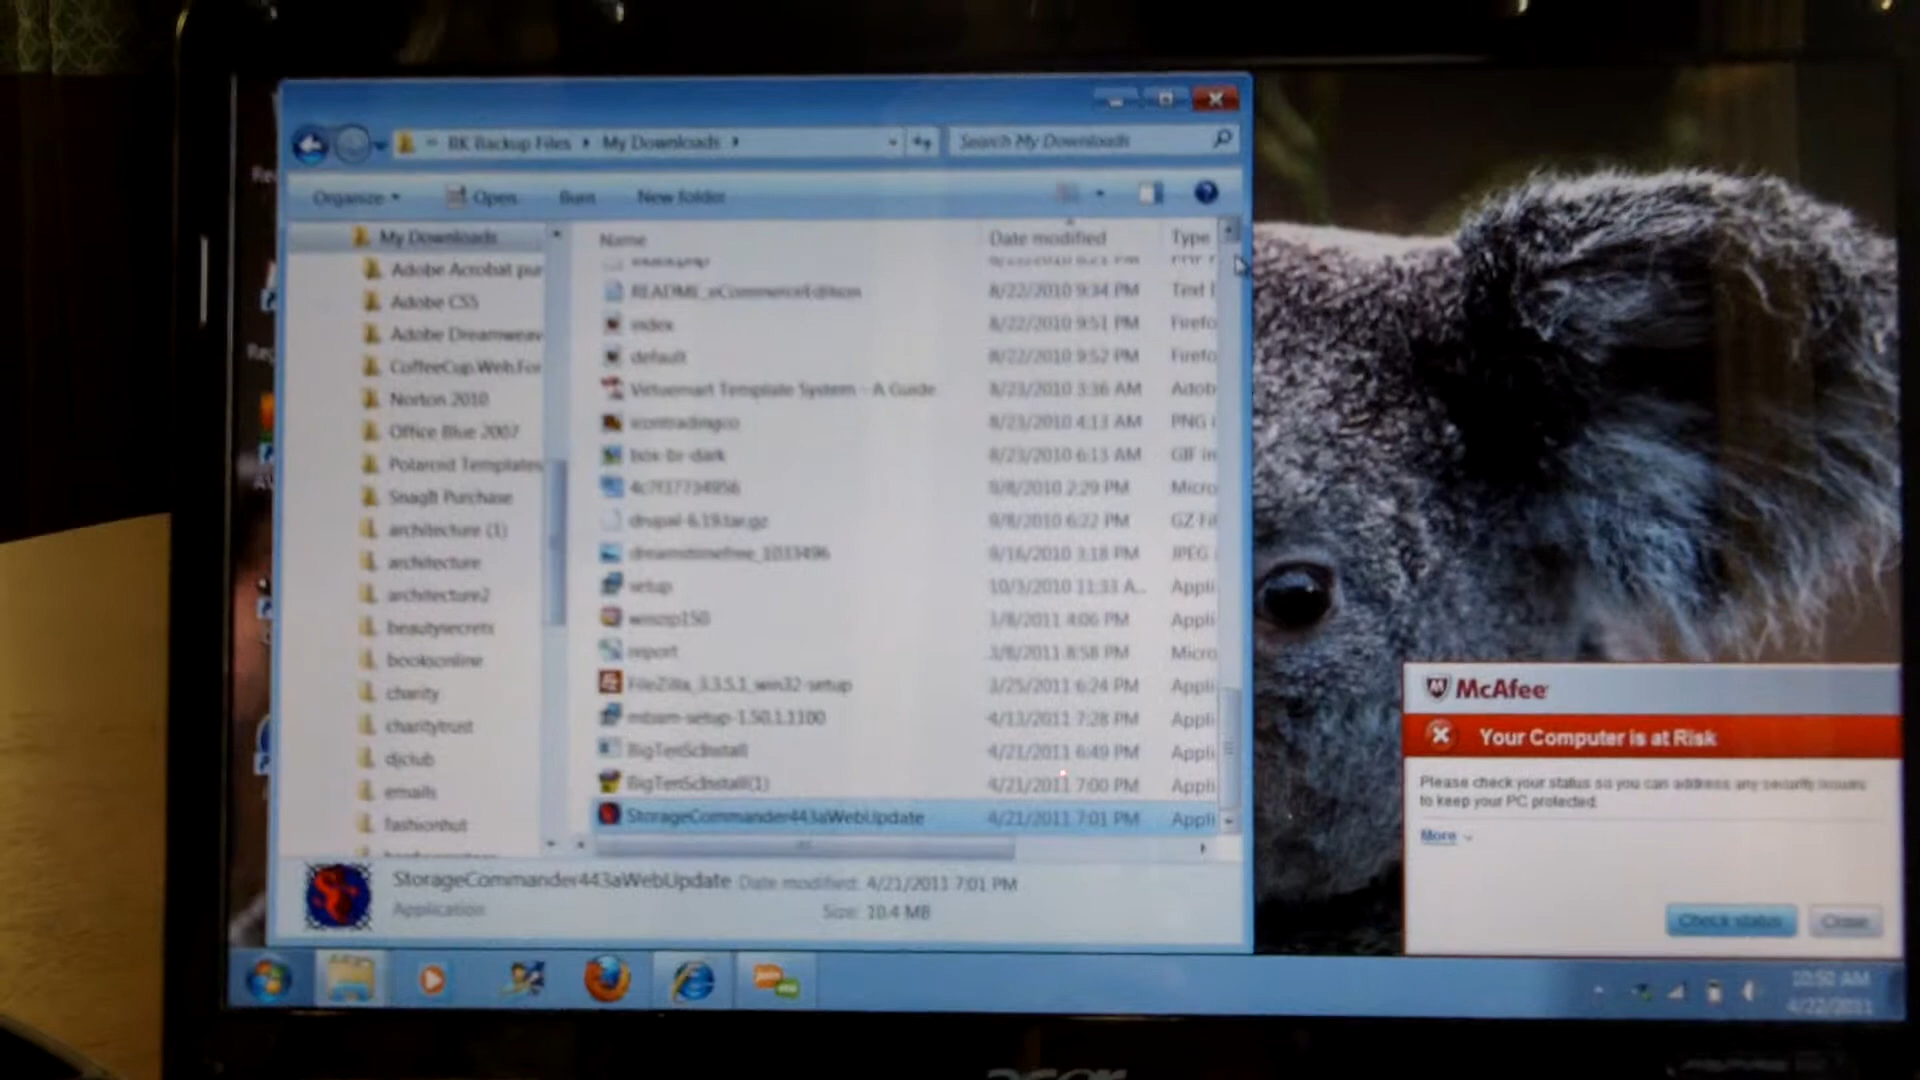 BK Backup Files My Downloads
Search My Downloads
Organize Open Burn New folder
My Downloads
Adobe Acrobat pur
Adobe CS5
Adobe Dreamweav
CoffeeCup.Web.For
Norton 2010
Office Blue 2007
Polaroid Templates
SnagIt Purchase
architecture (1)
architecture
architecture2
beautysecrets
booksonline
charity
charitytrust
djclub
emails
fashionhut
Name Date modified Type
README_eCommerceEdition 8/22/2010 9:34 PM Text
index 8/22/2010 9:51 PM Firefo
default 8/22/2010 9:52 PM Firefo
Virtuemart Template System - A Guide 8/23/2010 3:36 AM Adob
icontradingco 8/23/2010 4:13 AM PNG i
box-br-dark 8/23/2010 6:13 AM GIF im
4c7f37734956 9/8/2010 2:29 PM Micro
drupal-6.19.tar.gz 9/8/2010 6:22 PM GZ Fil
dreamstimefree_1033496 9/16/2010 3:18 PM JPEG
setup 10/3/2010 11:33 A... Appli
winzip150 3/8/2011 4:06 PM Appli
report 3/8/2011 8:58 PM Micro
FileZilla_3.3.5.1_win32-setup 3/25/2011 6:24 PM Appli
mbam-setup-1.50.1.1100 4/13/2011 7:28 PM Appli
BigTenScInstall 4/21/2011 6:49 PM Appli
BigTenScInstall(1) 4/21/2011 7:00 PM Appli
StorageCommander443aWebUpdate 4/21/2011 7:01 PM Appli
StorageCommander443aWebUpdate Date modified: 4/21/2011 7:01 PM
Application Size: 10.4 MB
McAfee
Your Computer is at Risk
Please check your status so you can address any security issues
to keep your PC protected.
More
Check status Close
10:50 AM
4/22/2011
acer